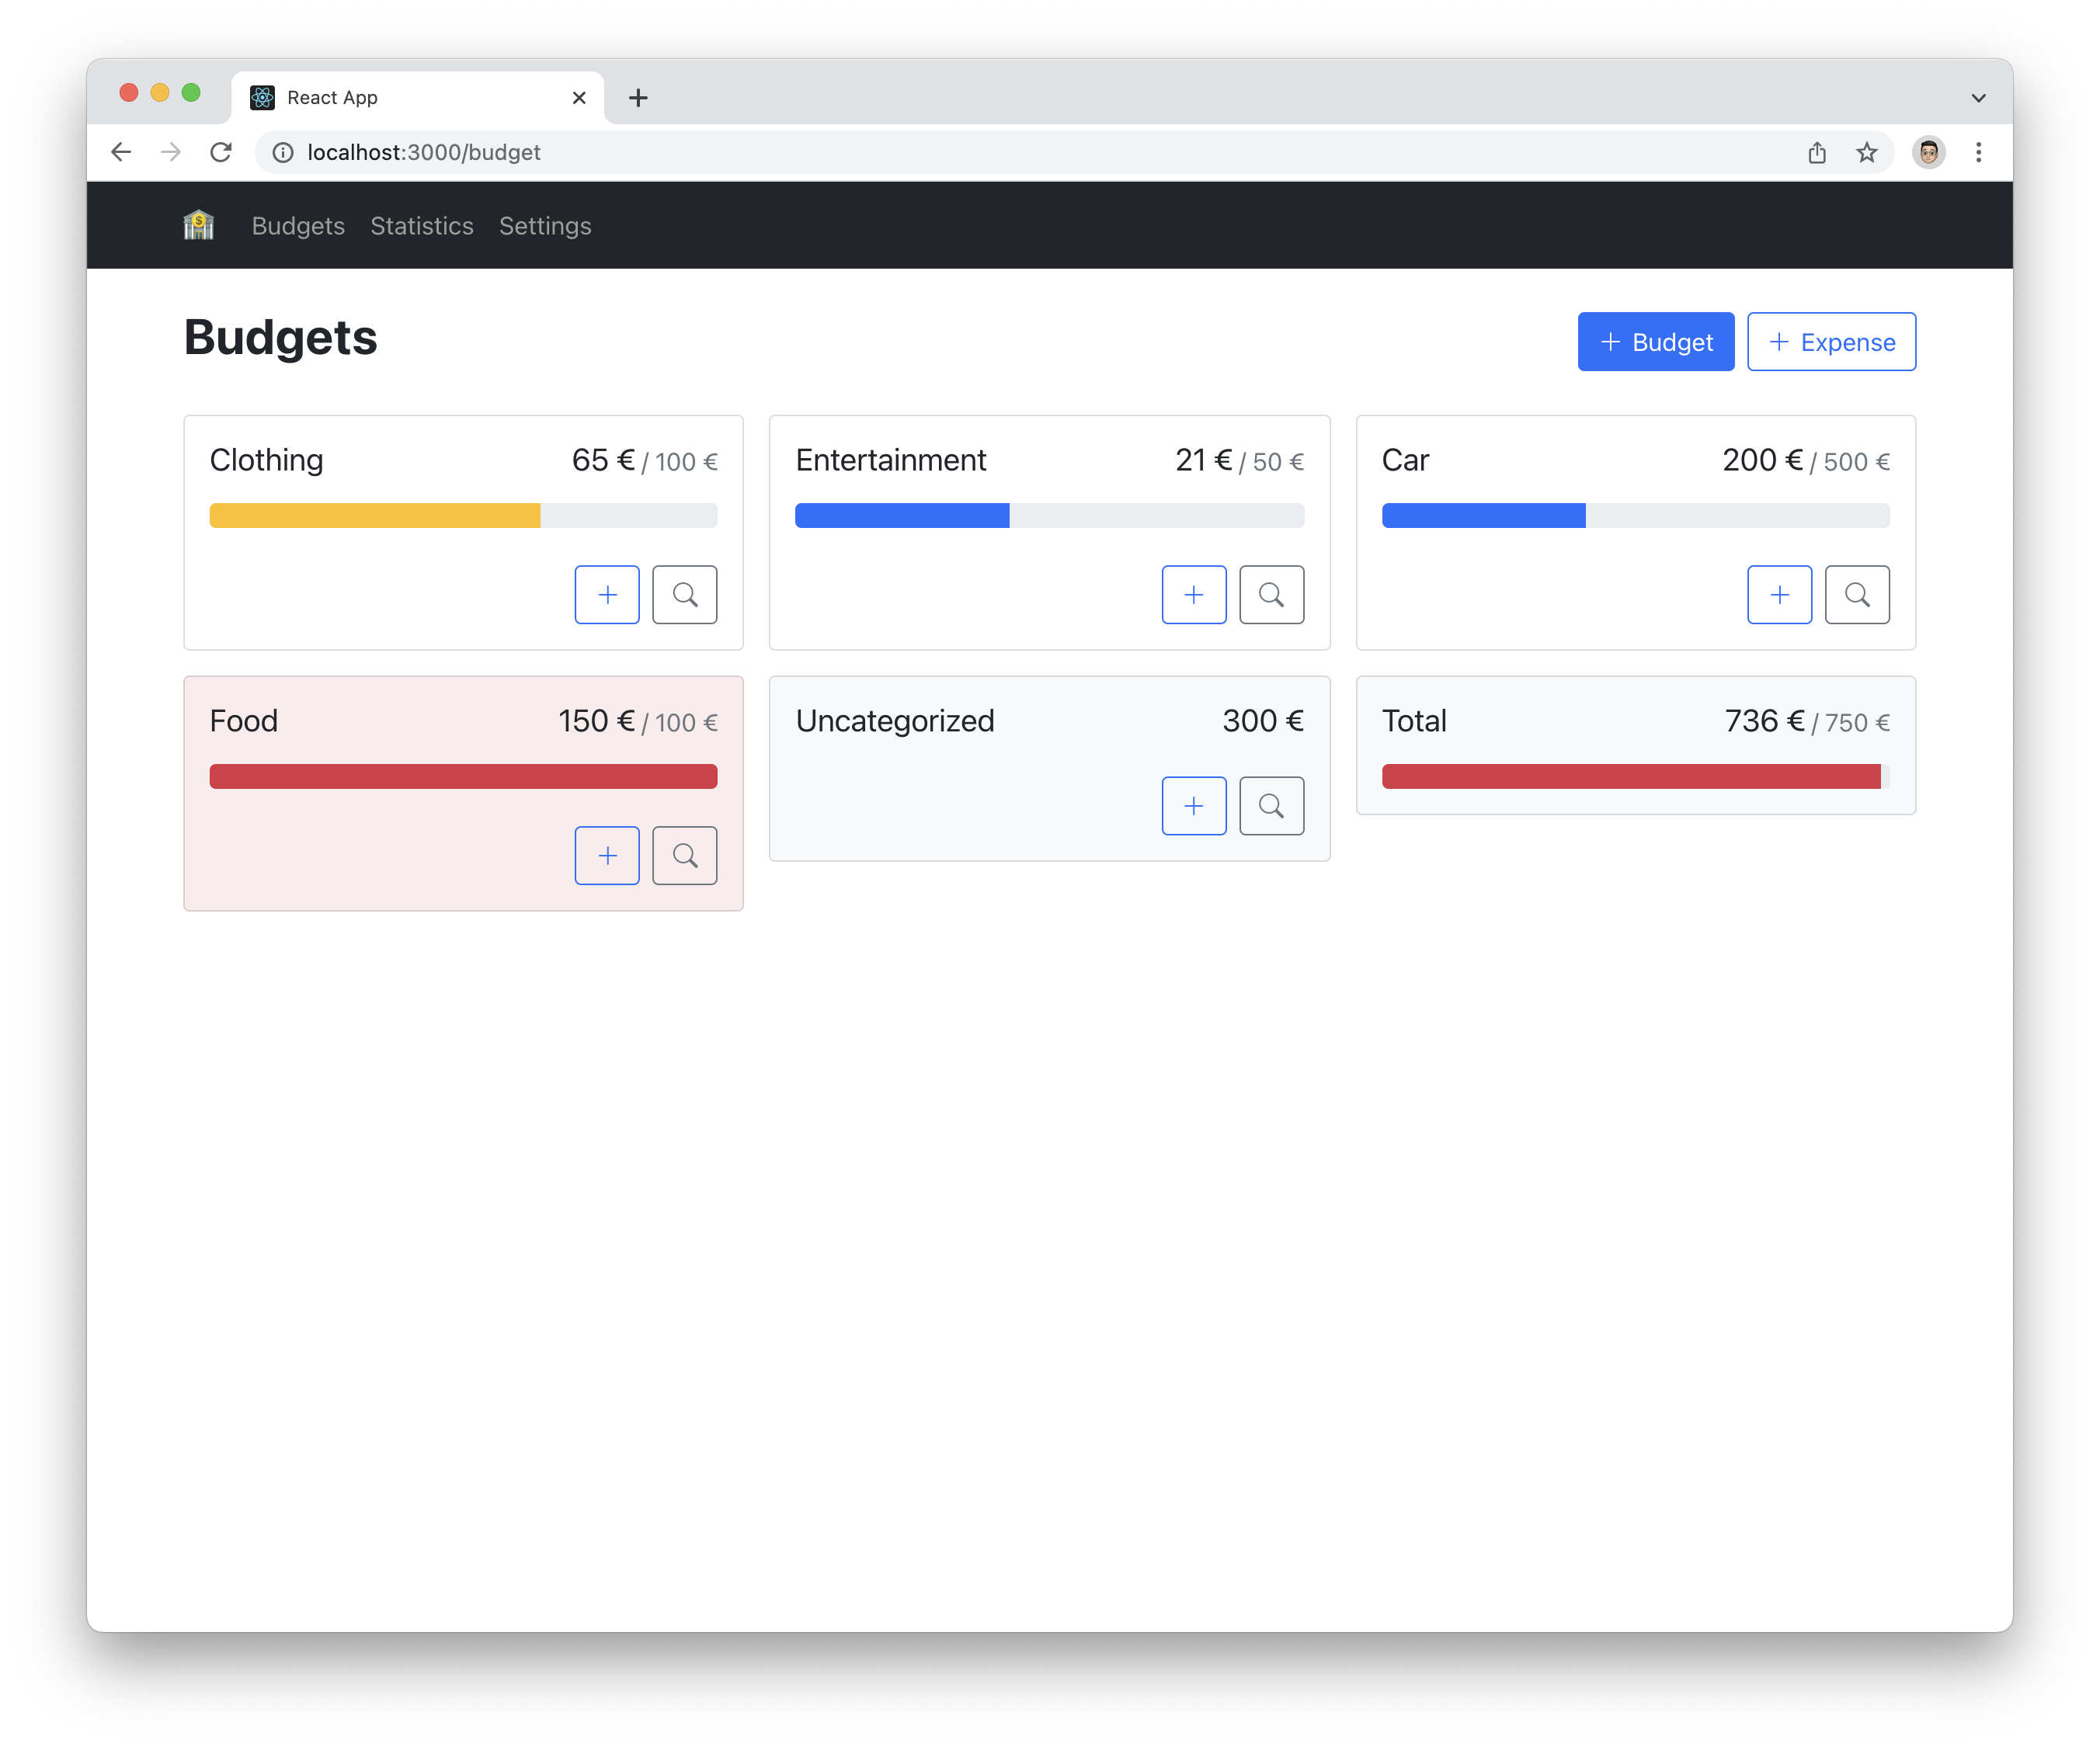 React App
localhost:3000/budget
Budgets Statistics Settings
Budgets
+ Budget + Expense
Clothing 65 € / 100 €
Entertainment 21 € / 50 €
Car 200 € / 500 €
Food 150 € / 100 €
Uncategorized 300 €
Total 736 € / 750 €